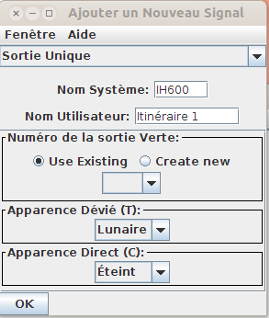 Ajouter un Nouveau Signal
Fenêtre Aide
Sortie Unique
Nom Système: IH600
Nom Utilisateur: Itinéraire 1
Numéro de la sortie Verte:
Use Existing Create new
Apparence Dévié (T):
Lunaire
Apparence Direct (C):
Éteint
OK